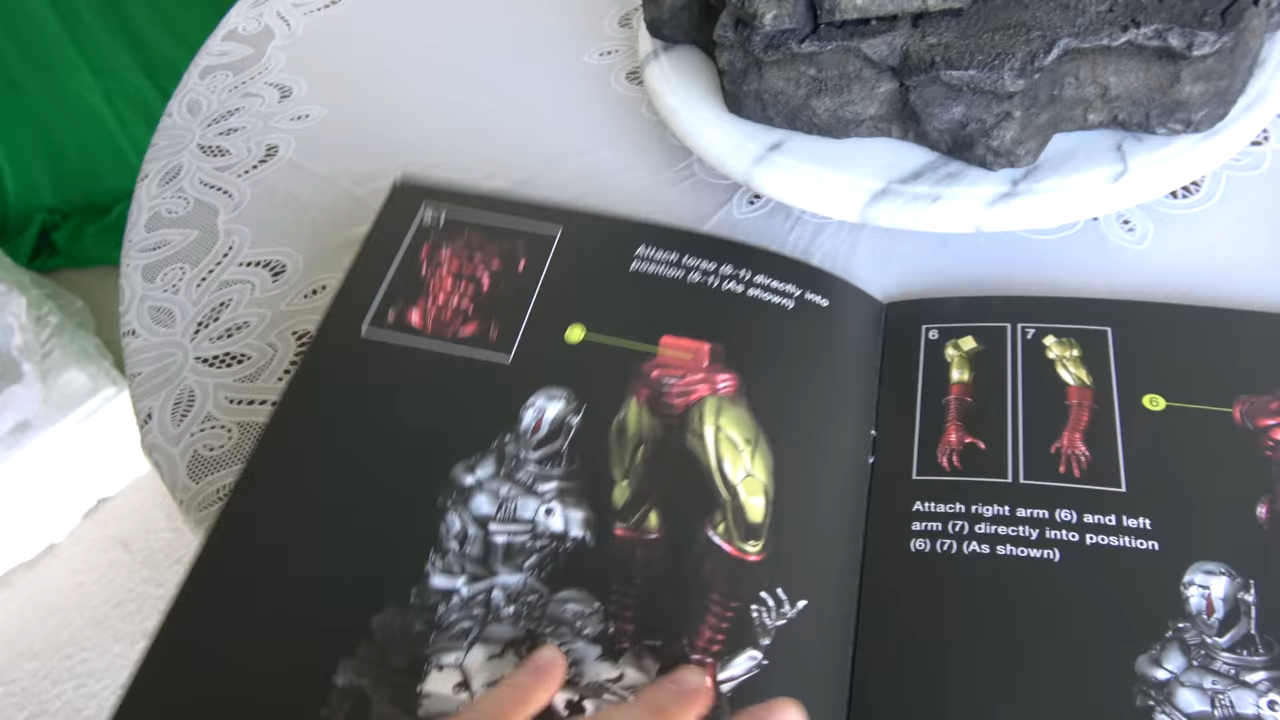 Attach torso (5-1) directly into
position (5-1) (As shown)
6
7
6
Attach right arm (6) and left
arm (7) directly into position
(6) (7) (As shown)